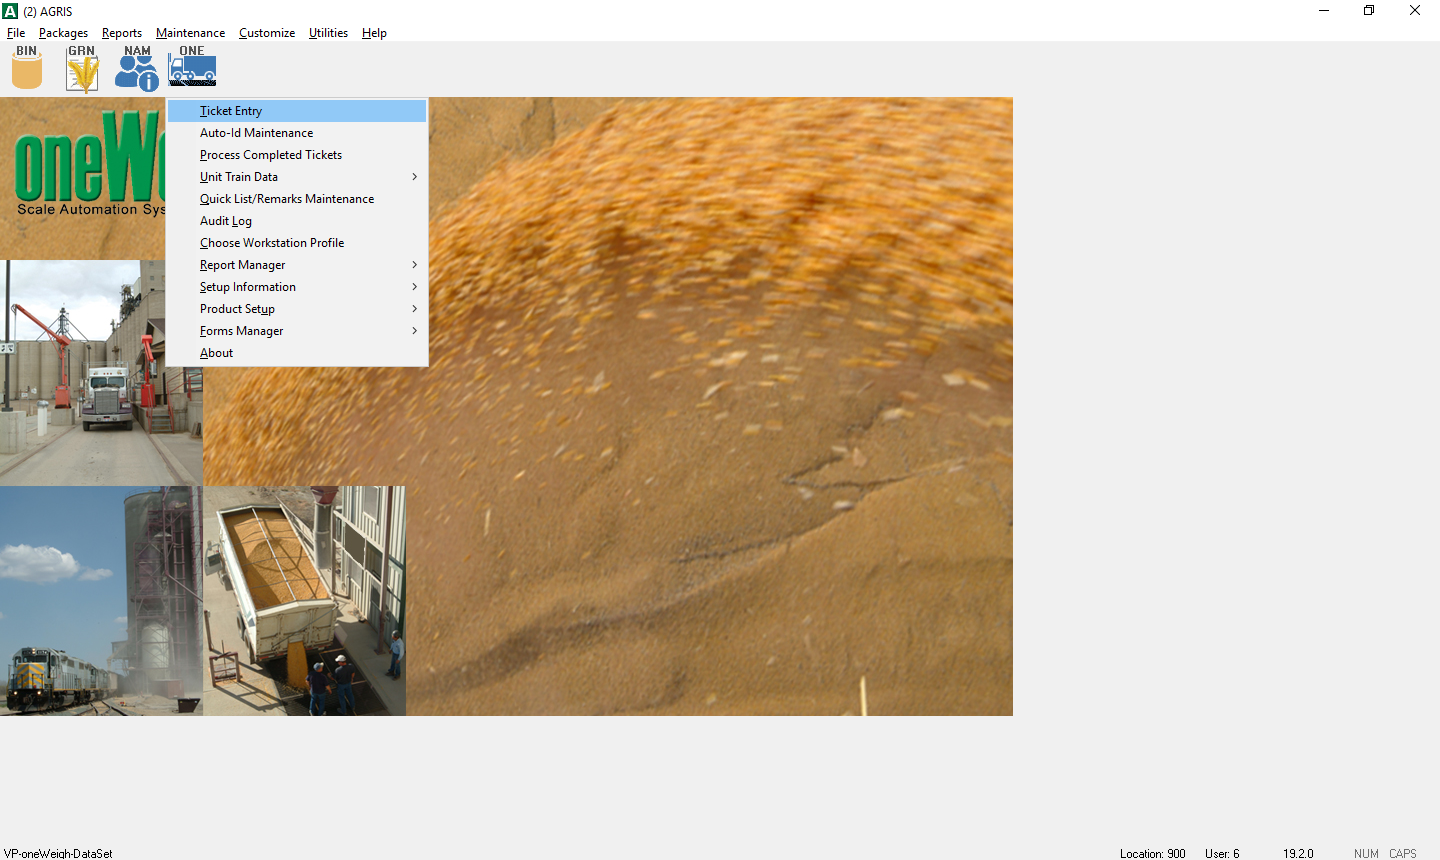 (2) AGRIS
File Packages Reports Maintenance Customize Utilities Help
BIN GRN NAM ONE
Ticket Entry
Auto-Id Maintenance
Process Completed Tickets
Unit Train Data
Quick List/Remarks Maintenance
Audit Log
Choose Workstation Profile
Report Manager
Setup Information
Product Setup
Forms Manager
About
oneW
Scale Automation Sys
VP-oneWeigh-DataSet Location: 900 User: 6 19.2.0 NUM CAPS